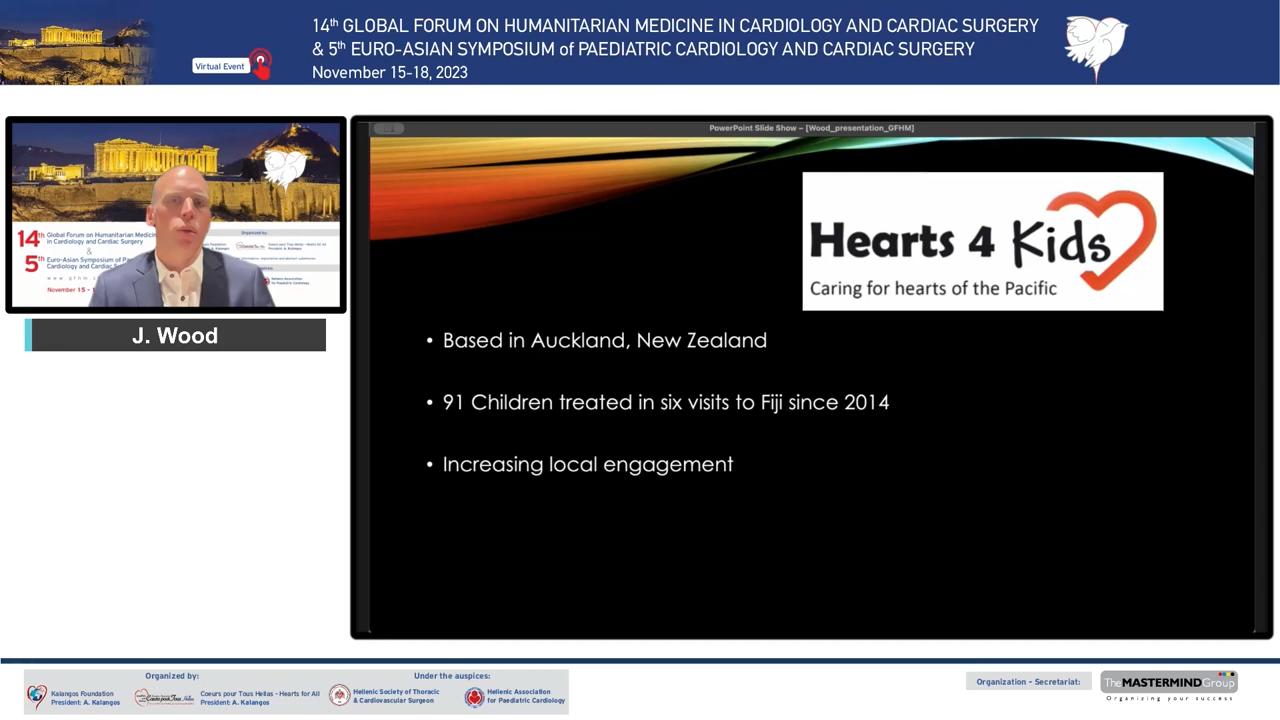 14th GLOBAL FORUM ON HUMANITARIAN MEDICINE IN CARDIOLOGY AND CARDIAC SURGERY
& 5th EURO-ASIAN SYMPOSIUM of PAEDIATRIC CARDIOLOGY AND CARDIAC SURGERY
November 15-18, 2023
Virtual Event
PowerPoint Slide Show – [Wood_presentation_GFHM]
14th Global Forum on Humanitarian Medicin
in Cardiology and Cardiac Surgery
&
5th Euro-Asian Symposium of Pa
Cardiology and Cardiac Su
November 15 -
Organized by:
J. Wood
Hearts 4 Kids
Caring for hearts of the Pacific
• Based in Auckland, New Zealand
• 91 Children treated in six visits to Fiji since 2014
• Increasing local engagement
Organized by:
Kalangos Foundation
President: A. Kalangos
Coeurs pour Tous Hellas - Hearts for All
President: A. Kalangos
Under the auspices:
Hellenic Society of Thoracic
& Cardiovascular Surgeon
Hellenic Association
for Paediatric Cardiology
Organization - Secretariat:
The MASTERMIND Group
Organizing your success